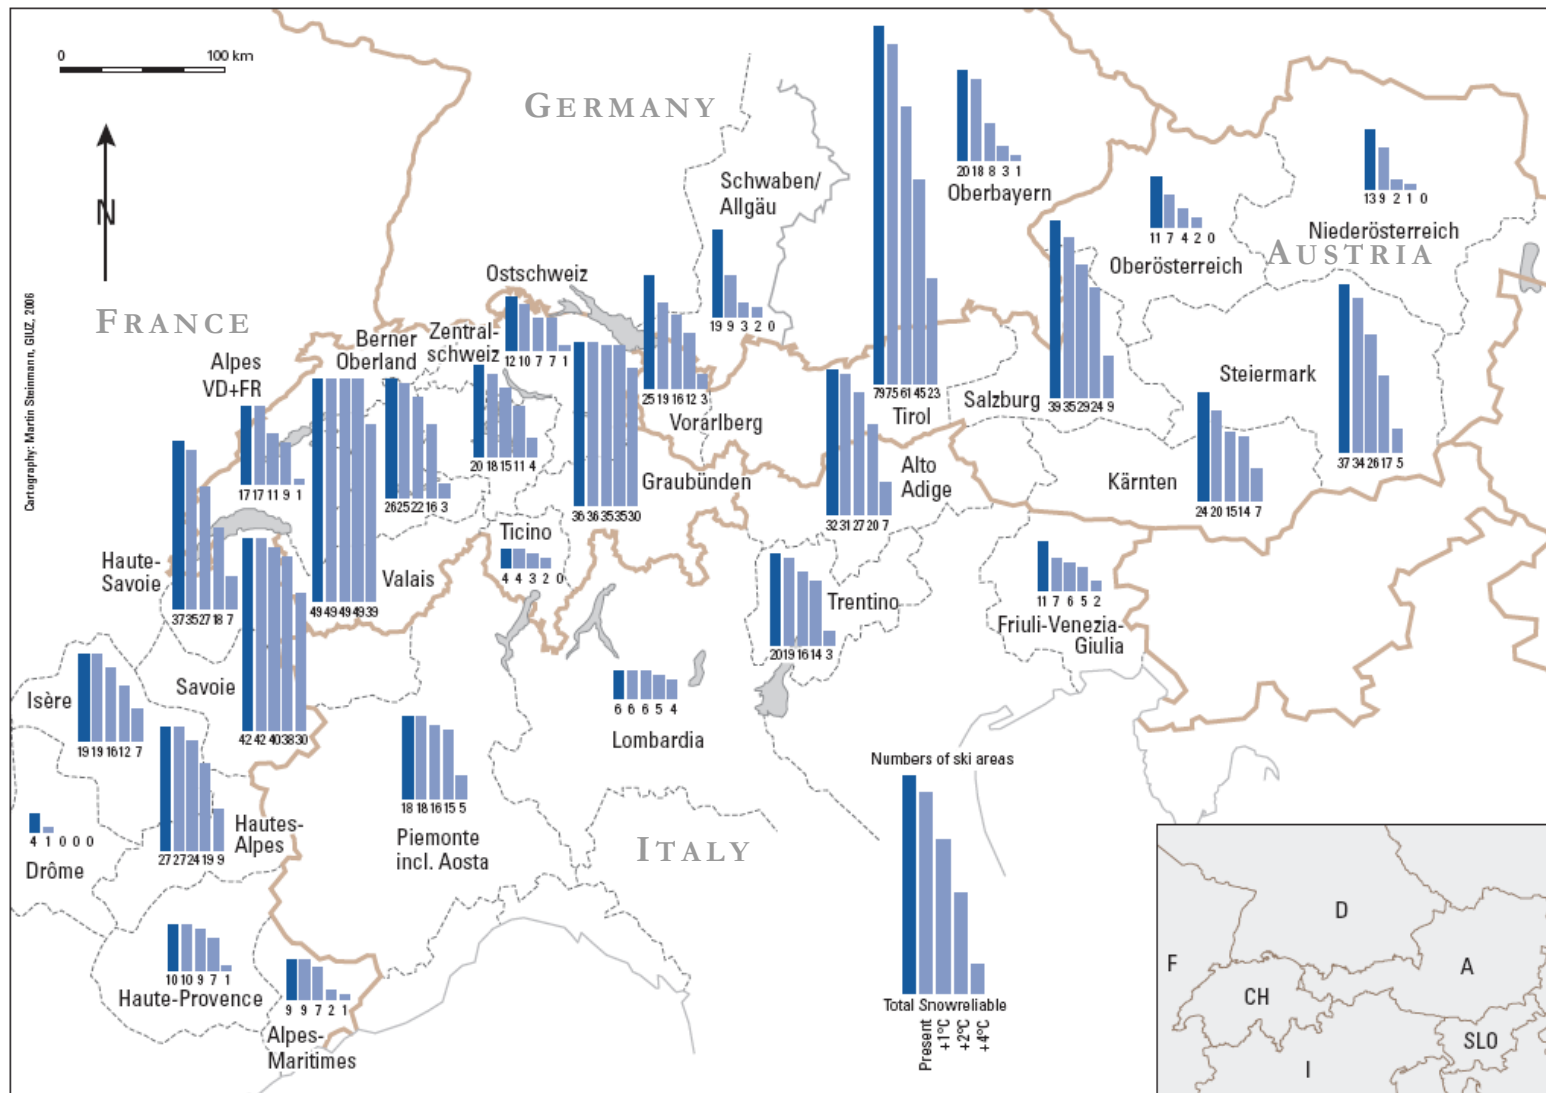 0 100 km
N
Cartography: Martin Steinmann, GIUZ, 2006
GERMANY
FRANCE
AUSTRIA
ITALY
Schwaben/
Allgäu
19 9 3 2 0
20 18 8 3 1
Oberbayern
11 7 4 2 0
Oberösterreich
13 9 2 1 0
Niederösterreich
Ostschweiz
12 10 7 7 1
Zentral-
schweiz
20 18 15 11 4
Berner
Oberland
26 25 22 16 3
Alpes
VD+FR
17 17 11 9 1
25 19 16 12 3
Vorarlberg
79 75 61 45 23
Tirol
Salzburg
39 35 29 24 9
Steiermark
37 34 26 17 5
Kärnten
24 20 15 14 7
36 36 35 35 30
Graubünden
Alto
Adige
32 31 27 20 7
Ticino
4 4 3 2 0
49 49 49 49 39
Valais
Haute-
Savoie
37 35 27 18 7
Trentino
20 19 16 14 3
11 7 6 5 2
Friuli-Venezia-
Giulia
Isère
19 19 16 12 7
Savoie
42 42 40 38 30
6 6 6 5 4
Lombardia
18 18 16 15 5
Piemonte
incl. Aosta
4 1 0 0 0
Drôme
27 27 24 19 9
Hautes-
Alpes
10 10 9 7 1
Haute-Provence
9 9 7 2 1
Alpes-
Maritimes
Numbers of ski areas
Total Snowreliable
Present
+1°C
+2°C
+4°C
D
F
A
CH
SLO
I